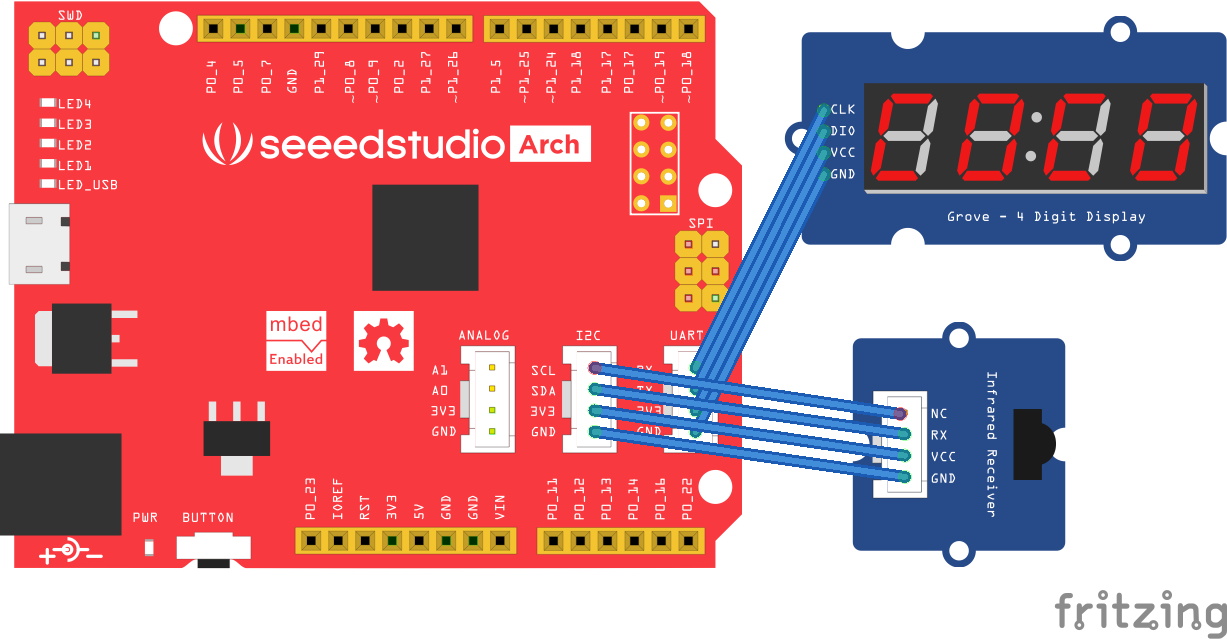 SWD
LED4
LED3
LED2
LED1
LED_USB
P0_4
P0_5
P0_7
GND
P1_29
~P0_8
~P0_9
P0_2
P1_27
~P1_26
P1_5
~P1_25
~P1_24
P1_18
P1_17
P0_17
~P0_19
~P0_18
seeedstudio Arch
SPI
mbed
Enabled
ANALOG
A1
A0
3V3
GND
I2C
SCL
SDA
3V3
GND
UART
3V3
GND
P0_23
IOREF
RST
3V3
5V
GND
GND
VIN
P0_11
P0_12
P0_13
P0_14
P0_16
P0_22
PWR
BUTTON
CLK
DIO
VCC
GND
Grove - 4 Digit Display
NC
RX
VCC
GND
Infrared Receiver
fritzing